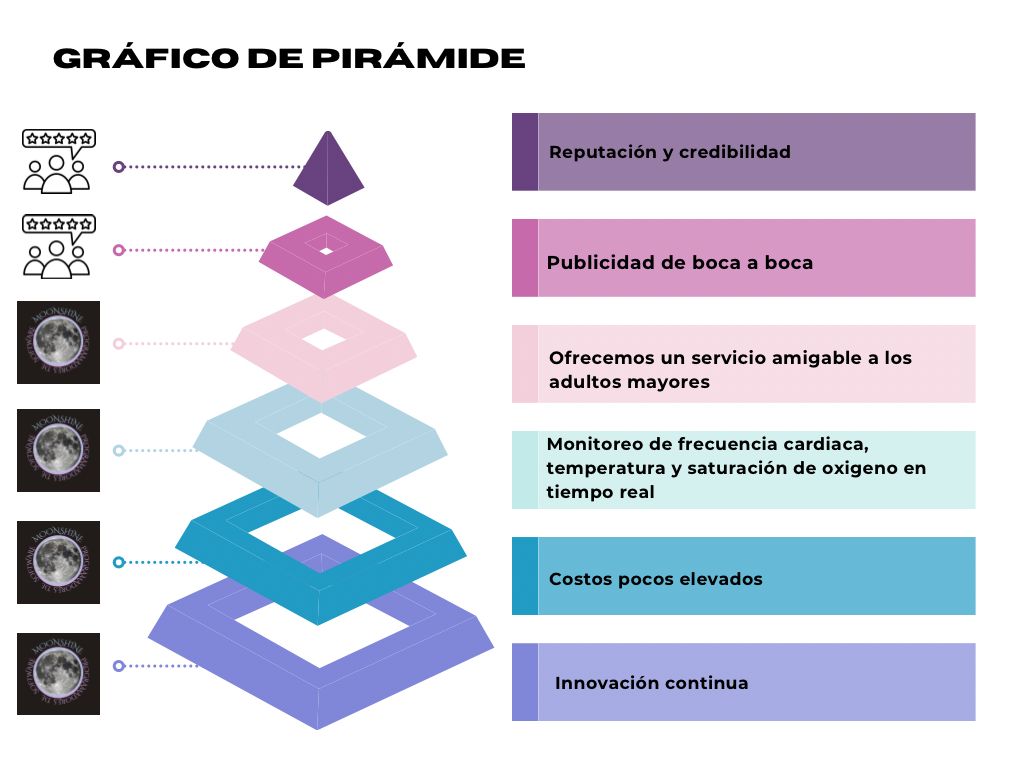 GRÁFICO DE PIRÁMIDE
Reputación y credibilidad
Publicidad de boca a boca
Ofrecemos un servicio amigable a los
adultos mayores
Monitoreo de frecuencia cardiaca,
temperatura y saturación de oxigeno en
tiempo real
Costos pocos elevados
Innovación continua
MOONSHINE
MOONSHINE
MOONSHINE
MOONSHINE